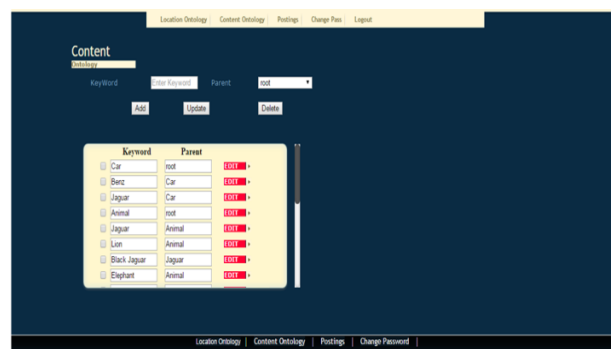 Location Ontology | Content Ontology | Postings | Change Pass | Logout
Content
Ontology
KeyWord Enter Keyword Parent root
Add Update Delete
Keyword Parent
Car root EDIT
Benz Car EDIT
Jaguar Car EDIT
Animal root EDIT
Jaguar Animal EDIT
Lion Animal EDIT
Black Jaguar Jaguar EDIT
Elephant Animal EDIT
Location Ontology | Content Ontology | Postings | Change Password |